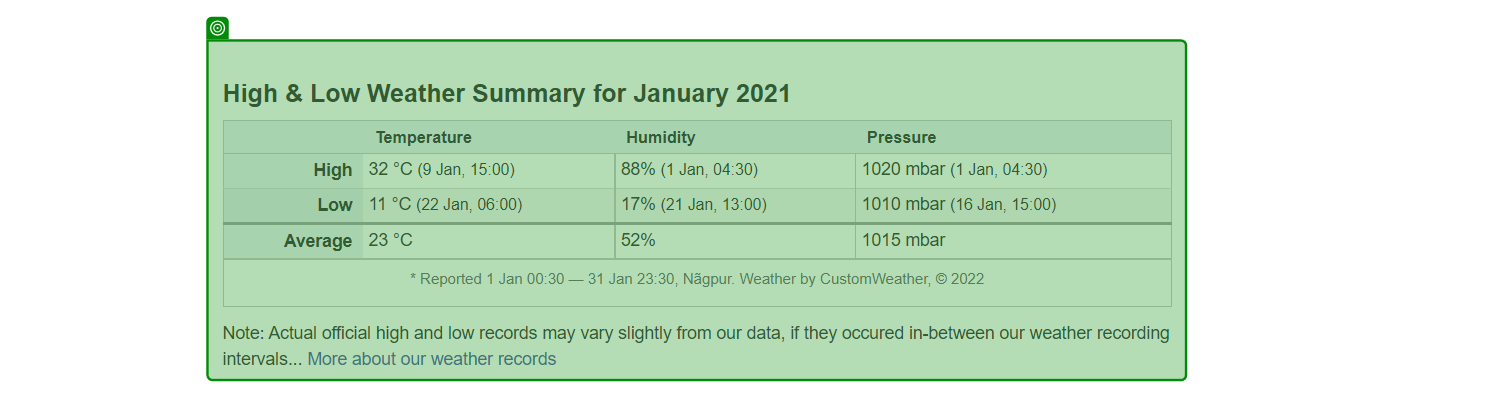 High & Low Weather Summary for January 2021
Temperature Humidity Pressure
High 32 °C (9 Jan, 15:00) 88% (1 Jan, 04:30) 1020 mbar (1 Jan, 04:30)
Low 11 °C (22 Jan, 06:00) 17% (21 Jan, 13:00) 1010 mbar (16 Jan, 15:00)
Average 23 °C 52% 1015 mbar
* Reported 1 Jan 00:30 — 31 Jan 23:30, Nāgpur. Weather by CustomWeather, © 2022
Note: Actual official high and low records may vary slightly from our data, if they occured in-between our weather recording
intervals... More about our weather records